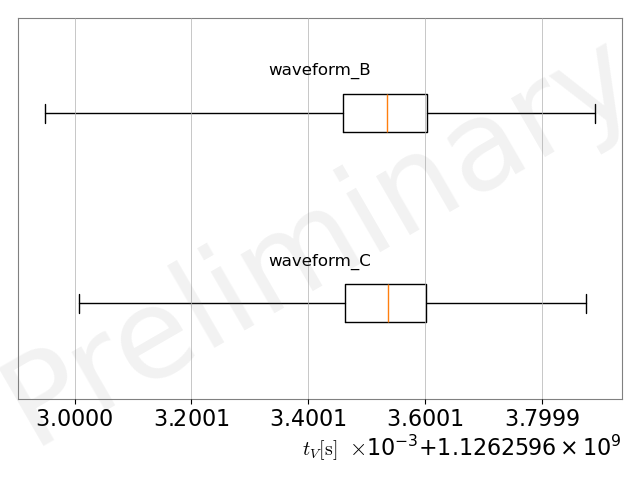 waveform_B
waveform_C
Preliminary
3.0000 3.2001 3.4001 3.6001 3.7999
t_V[s] ×10⁻³+1.1262596 × 10⁹